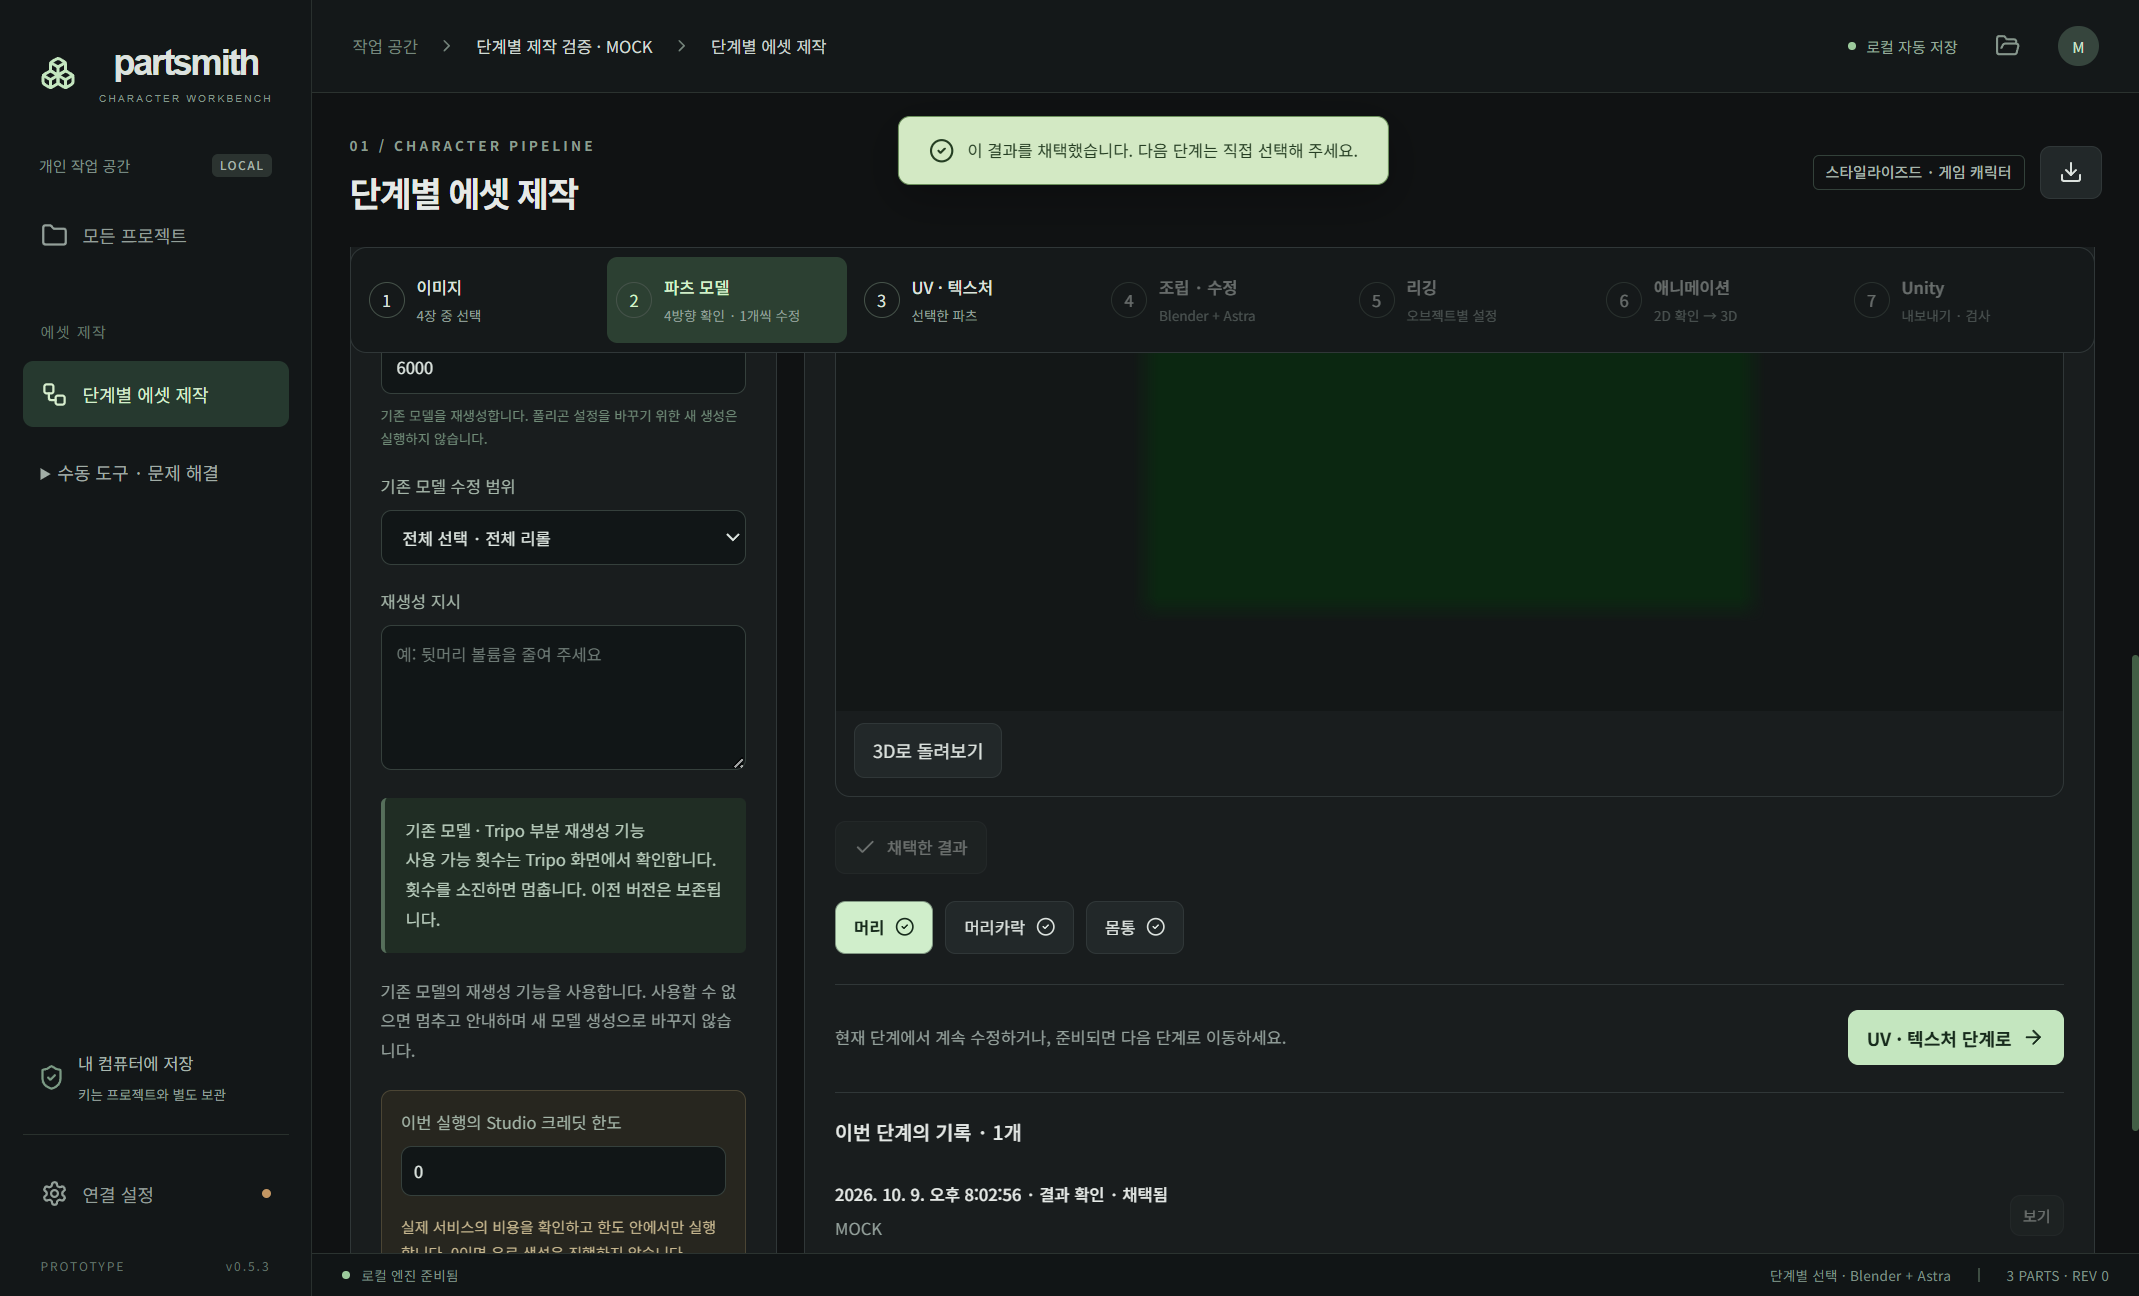 partsmith
CHARACTER WORKBENCH
개인 작업 공간
LOCAL
모든 프로젝트
에셋 제작
단계별 에셋 제작
수동 도구 · 문제 해결
내 컴퓨터에 저장
키는 프로젝트와 별도 보관
연결 설정
PROTOTYPE
v0.5.3
작업 공간
단계별 제작 검증 · MOCK
단계별 에셋 제작
로컬 자동 저장
M
01 / CHARACTER PIPELINE
단계별 에셋 제작
이 결과를 채택했습니다. 다음 단계는 직접 선택해 주세요.
스타일라이즈드 · 게임 캐릭터
1
이미지
4장 중 선택
2
파츠 모델
4방향 확인 · 1개씩 수정
3
UV · 텍스처
선택한 파츠
4
조립 · 수정
Blender + Astra
5
리깅
오브젝트별 설정
6
애니메이션
2D 확인 → 3D
7
Unity
내보내기 · 검사
6000
기존 모델을 재생성합니다. 폴리곤 설정을 바꾸기 위한 새 생성은
실행하지 않습니다.
기존 모델 수정 범위
전체 선택 · 전체 리롤
재생성 지시
예: 뒷머리 볼륨을 줄여 주세요
기존 모델 · Tripo 부분 재생성 기능
사용 가능 횟수는 Tripo 화면에서 확인합니다.
횟수를 소진하면 멈춥니다. 이전 버전은 보존됩
니다.
기존 모델의 재생성 기능을 사용합니다. 사용할 수 없
으면 멈추고 안내하며 새 모델 생성으로 바꾸지 않습
니다.
이번 실행의 Studio 크레딧 한도
0
실제 서비스의 비용을 확인하고 한도 안에서만 실행
합니다. 0이면 유료 생성을 진행하지 않습니다.
3D로 돌려보기
채택한 결과
머리
머리카락
몸통
현재 단계에서 계속 수정하거나, 준비되면 다음 단계로 이동하세요.
UV · 텍스처 단계로
이번 단계의 기록 · 1개
2026. 10. 9. 오후 8:02:56 · 결과 확인 · 채택됨
MOCK
보기
로컬 엔진 준비됨
단계별 선택 · Blender + Astra
3 PARTS · REV 0